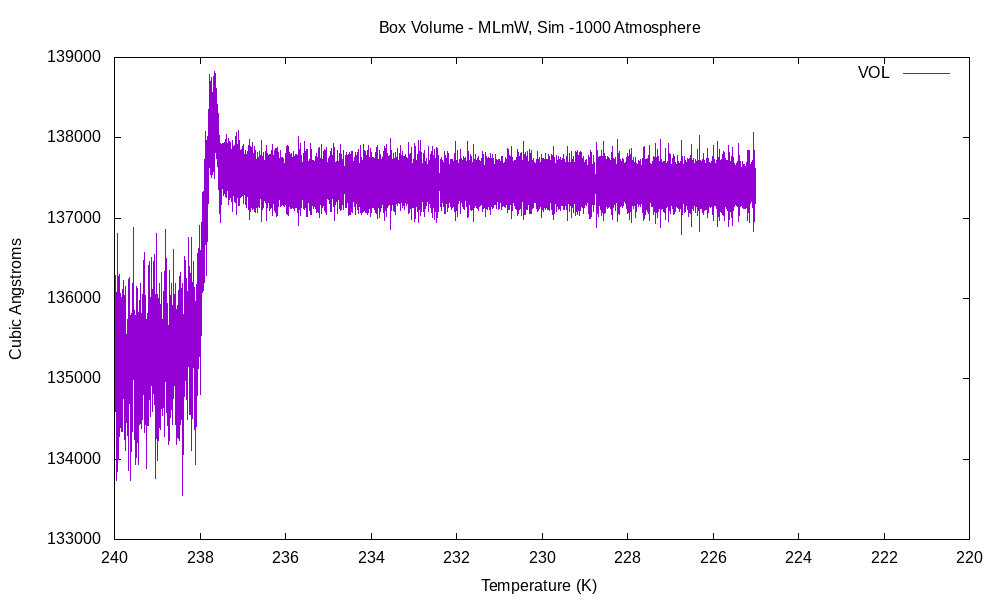 Box Volume - MLmW, Sim -1000 Atmosphere
139000
VOL
138000
137000
136000
135000
134000
133000
Cubic Angstroms
240 238 236 234 232 230 228 226 224 222 220
Temperature (K)